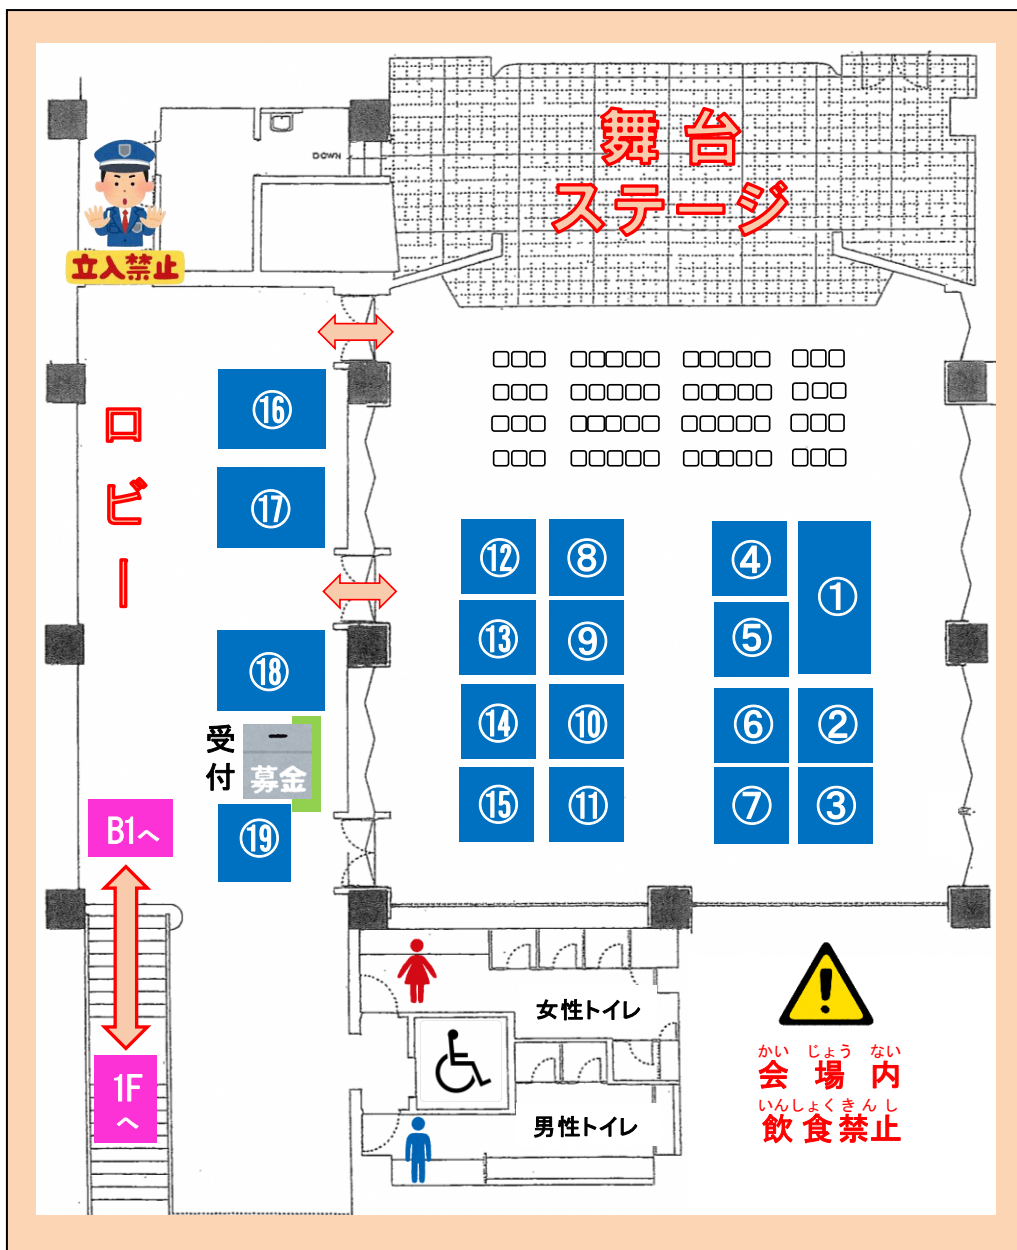 舞台
ステージ
DOWN
立入禁止
ロビー
⑯
⑰
⑫
⑧
④
①
⑬
⑨
⑤
⑱
⑭
⑩
⑥
②
受付
募金
⑮
⑪
⑦
③
⑲
B1へ
1Fへ
女性トイレ
男性トイレ
かいじょうない
会場内
いんしょくきんし
飲食禁止